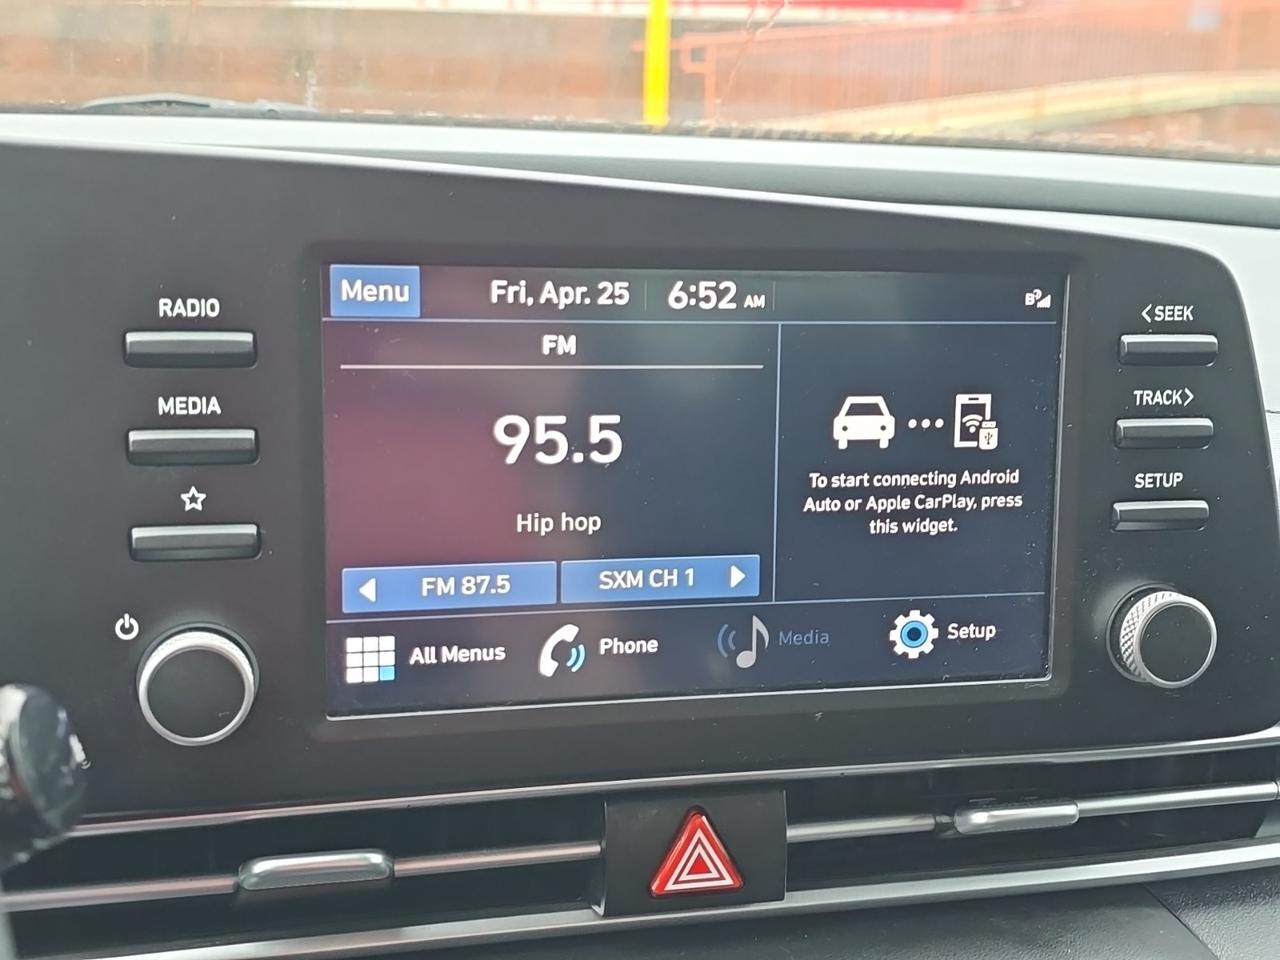 RADIO
MEDIA
Menu
Fri, Apr. 25
6:52 AM
FM
95.5
Hip hop
FM 87.5
SXM CH 1
To start connecting Android
Auto or Apple CarPlay, press
this widget.
All Menus
Phone
Media
Setup
<SEEK
TRACK>
SETUP